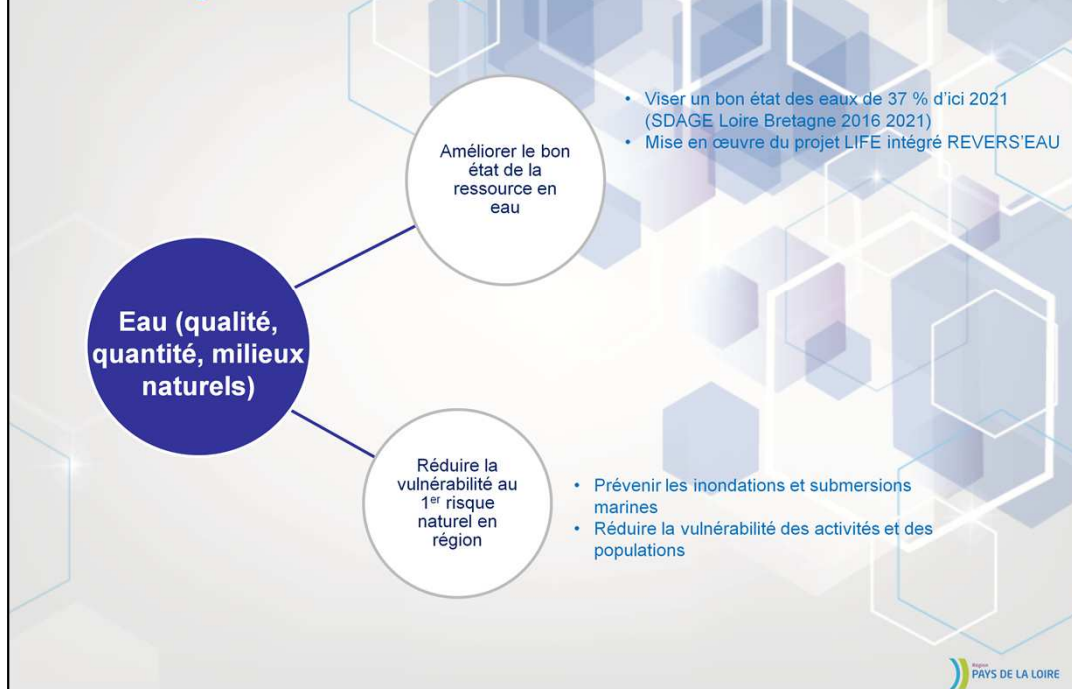 Eau (qualité,
quantité, milieux
naturels)
Améliorer le bon
état de la
ressource en
eau
• Viser un bon état des eaux de 37 % d’ici 2021
(SDAGE Loire Bretagne 2016 2021)
• Mise en œuvre du projet LIFE intégré REVERS’EAU
Réduire la
vulnérabilité au
1er risque
naturel en
région
• Prévenir les inondations et submersions
marines
• Réduire la vulnérabilité des activités et des
populations
Région
PAYS DE LA LOIRE